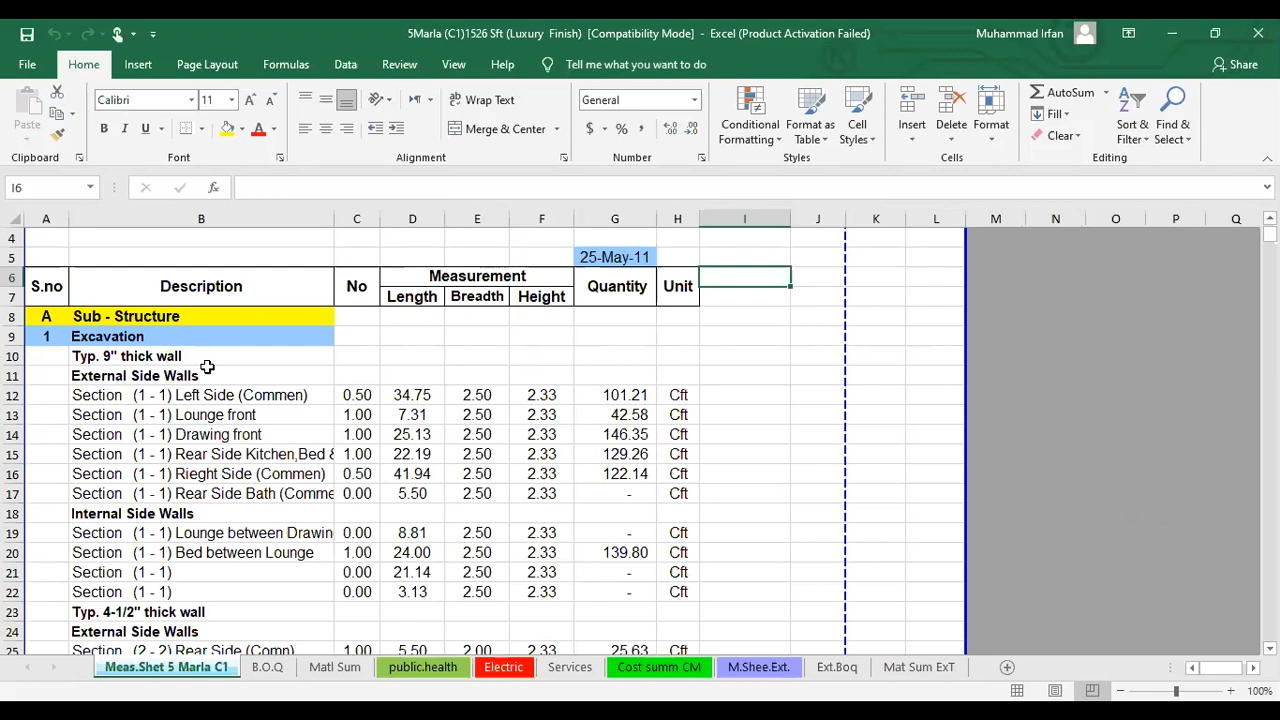 5Marla (C1)1526 Sft (Luxury Finish) [Compatibility Mode] - Excel (Product Activation Failed)
Muhammad Irfan
File Home Insert Page Layout Formulas Data Review View Help Tell me what you want to do Share
Paste
Calibri 11
B I U
Wrap Text
Merge & Center
General
$ % ,
Conditional Formatting
Format as Table
Cell Styles
Insert Delete Format
AutoSum
Fill
Clear
Sort & Filter
Find & Select
Clipboard Font Alignment Number Styles Cells Editing
I6 fx
A B C D E F G H I J K L M N O P Q
4
5 25-May-11
6 S.no Description No Measurement Quantity Unit
7 Length Breadth Height
8 A Sub - Structure
9 1 Excavation
10 Typ. 9" thick wall
11 External Side Walls
12 Section (1 - 1) Left Side (Commen) 0.50 34.75 2.50 2.33 101.21 Cft
13 Section (1 - 1) Lounge front 1.00 7.31 2.50 2.33 42.58 Cft
14 Section (1 - 1) Drawing front 1.00 25.13 2.50 2.33 146.35 Cft
15 Section (1 - 1) Rear Side Kitchen,Bed & 1.00 22.19 2.50 2.33 129.26 Cft
16 Section (1 - 1) Rieght Side (Commen) 0.50 41.94 2.50 2.33 122.14 Cft
17 Section (1 - 1) Rear Side Bath (Comme 0.00 5.50 2.50 2.33 - Cft
18 Internal Side Walls
19 Section (1 - 1) Lounge between Drawin 0.00 8.81 2.50 2.33 - Cft
20 Section (1 - 1) Bed between Lounge 1.00 24.00 2.50 2.33 139.80 Cft
21 Section (1 - 1) 0.00 21.14 2.50 2.33 - Cft
22 Section (1 - 1) 0.00 3.13 2.50 2.33 - Cft
23 Typ. 4-1/2" thick wall
24 External Side Walls
25 Section (2 - 2) Rear Side (Comn) 0.50 5.50 2.00 2.33 25.63 Cft
Meas.Shet 5 Marla C1 B.O.Q Matl Sum public.health Electric Services Cost summ CM M.Shee.Ext. Ext.Boq Mat Sum ExT
100%